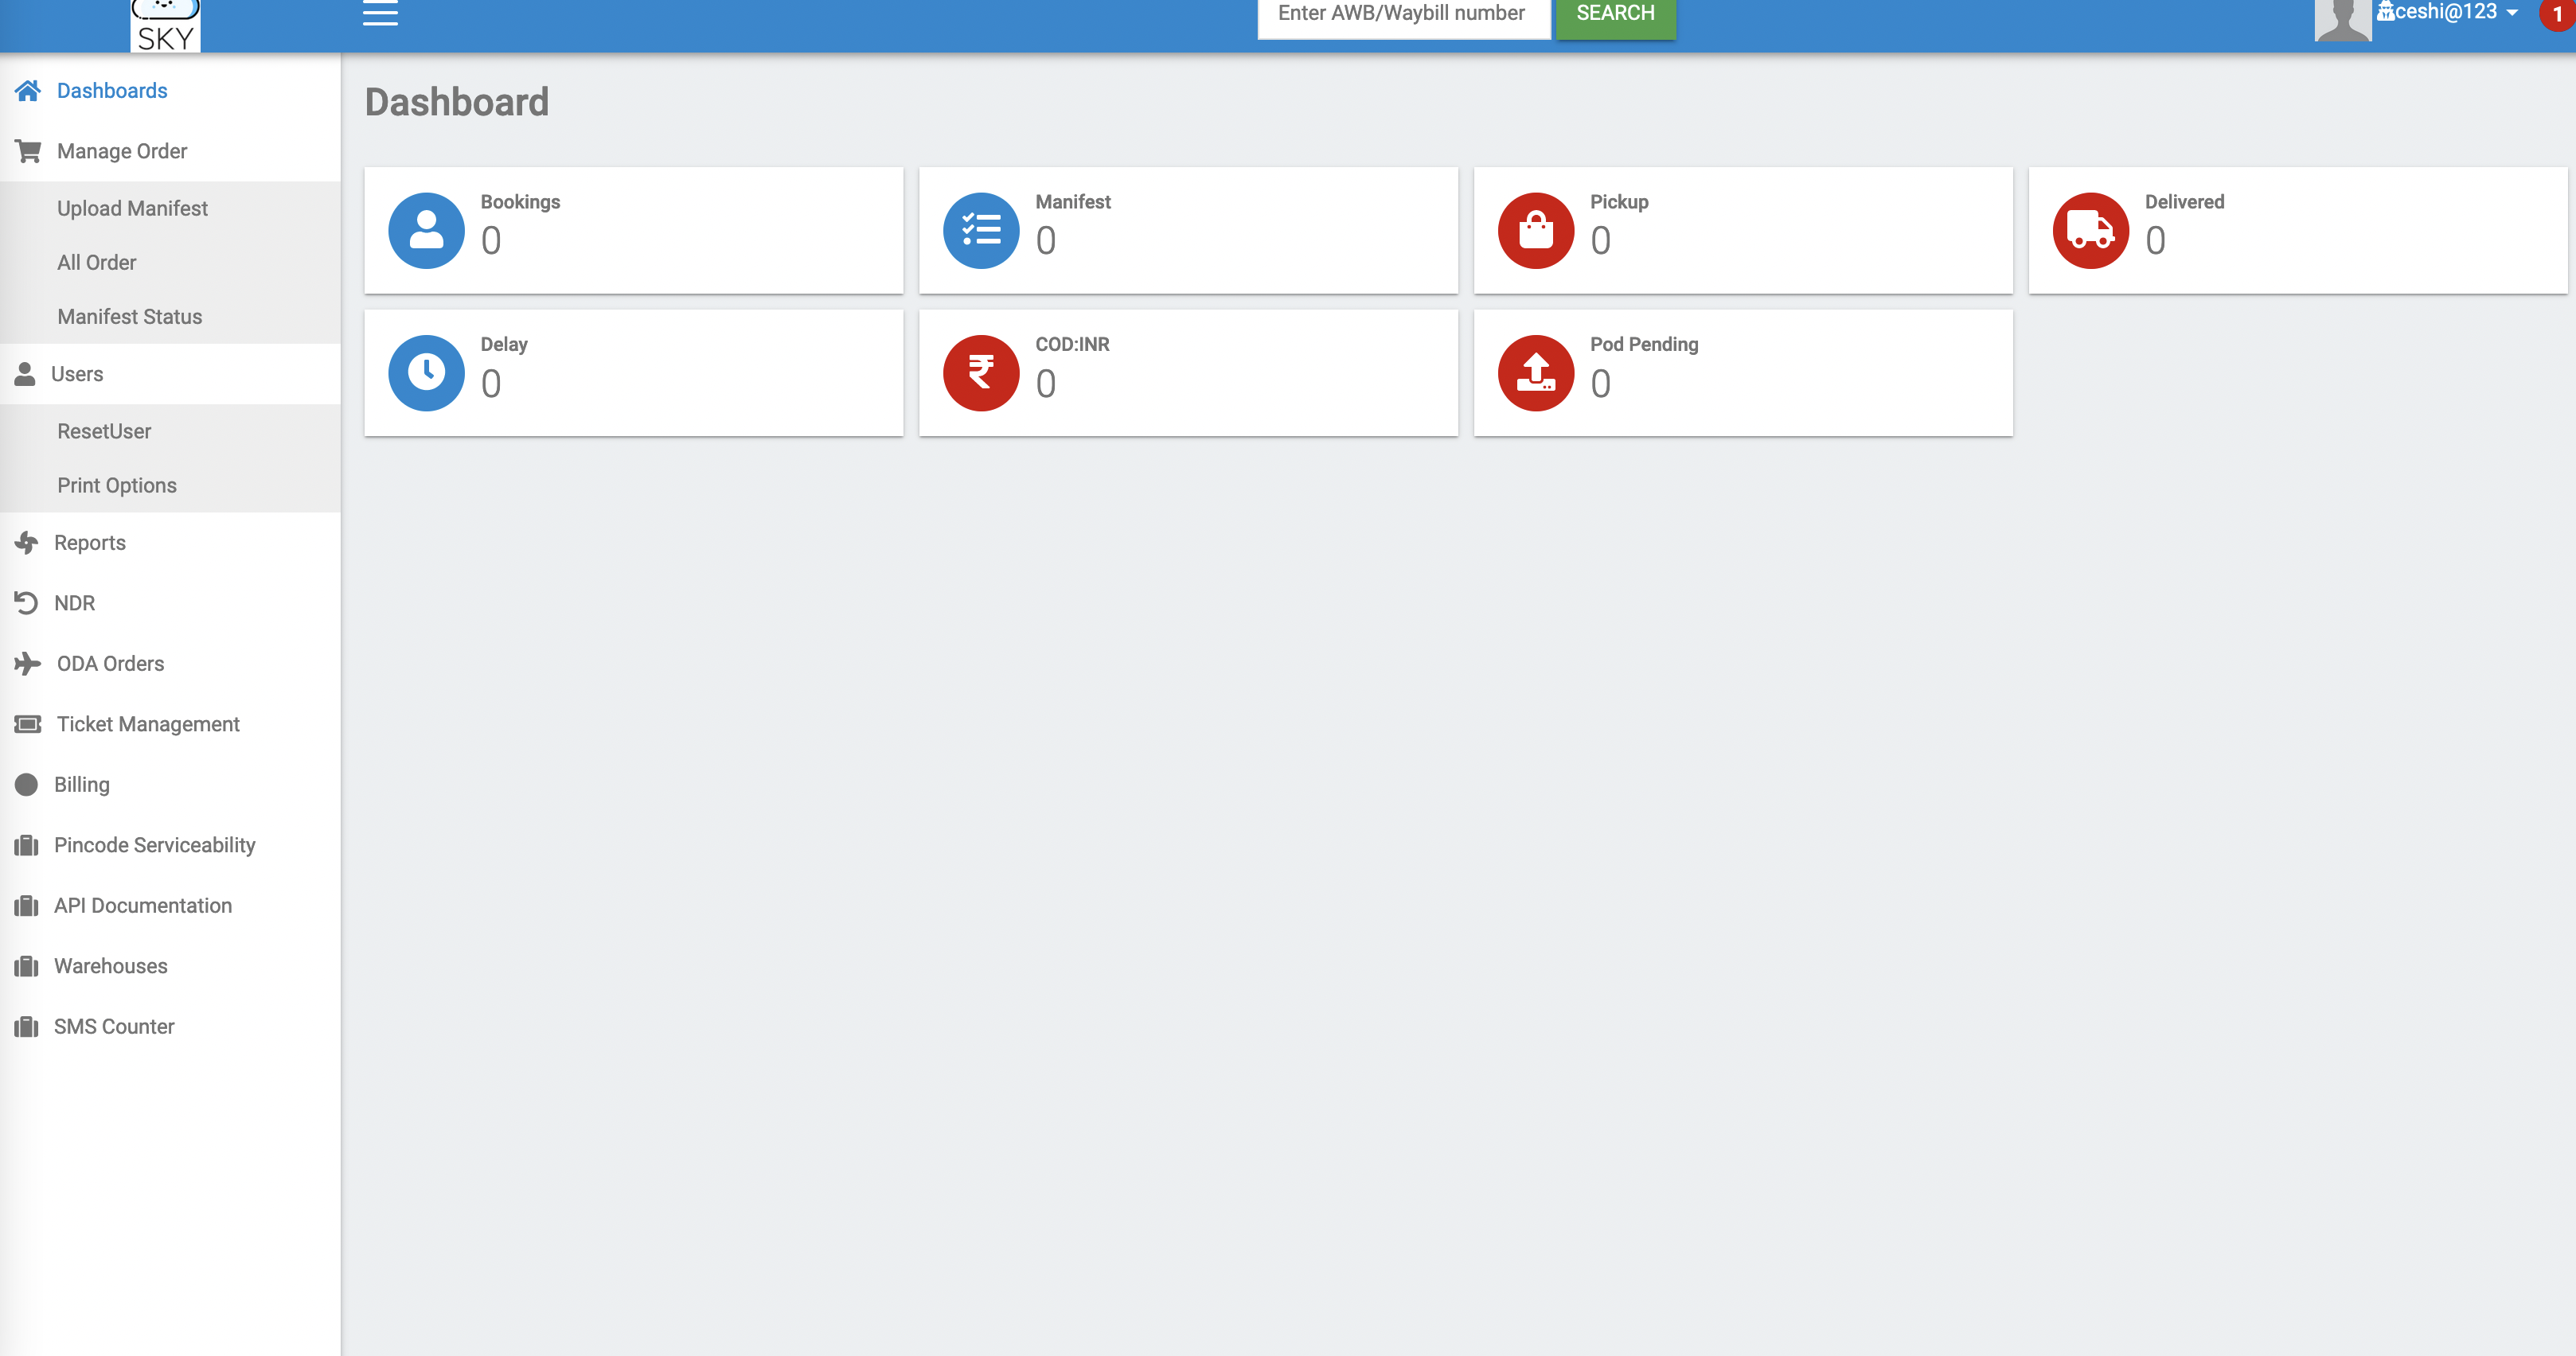 SKY
Enter AWB/Waybill number
SEARCH
ceshi@123
1
Dashboards
Manage Order
Upload Manifest
All Order
Manifest Status
Users
ResetUser
Print Options
Reports
NDR
ODA Orders
Ticket Management
Billing
Pincode Serviceability
API Documentation
Warehouses
SMS Counter
Dashboard
Bookings
0
Manifest
0
Pickup
0
Delivered
0
Delay
0
COD:INR
0
Pod Pending
0